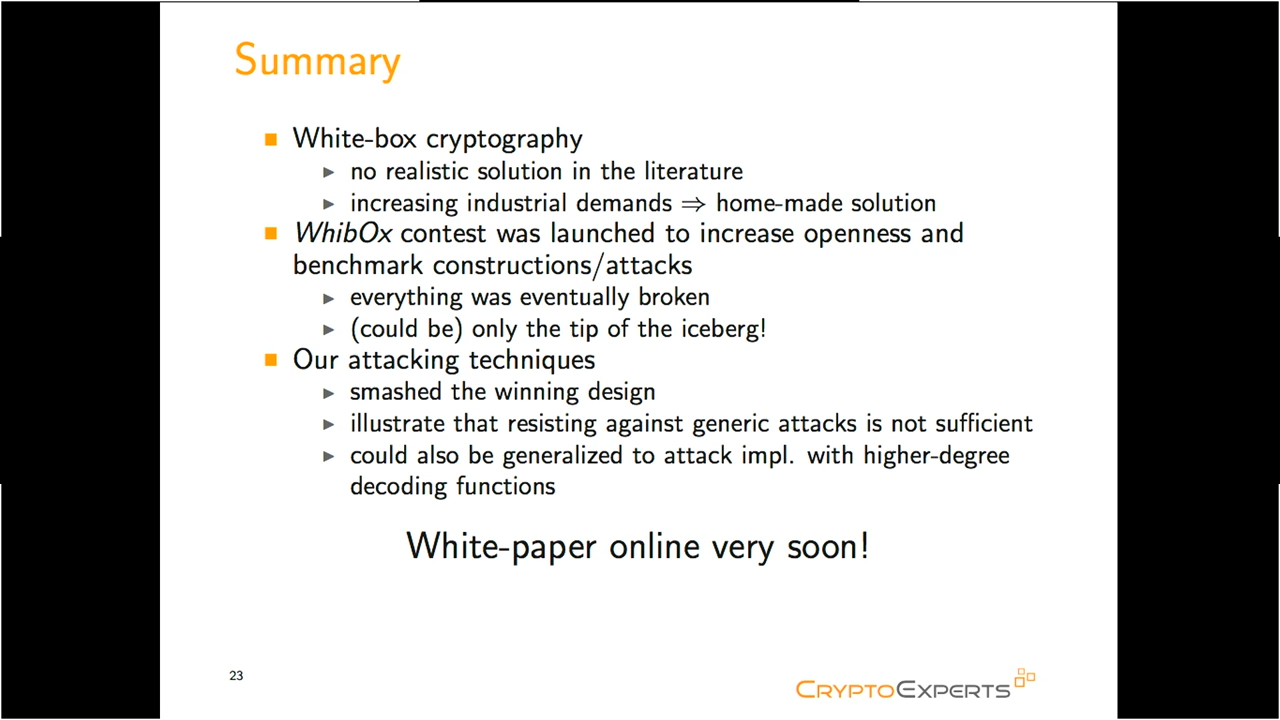 Summary
White-box cryptography
no realistic solution in the literature
increasing industrial demands ⇒ home-made solution
WhibOx contest was launched to increase openness and
benchmark constructions/attacks
everything was eventually broken
(could be) only the tip of the iceberg!
Our attacking techniques
smashed the winning design
illustrate that resisting against generic attacks is not sufficient
could also be generalized to attack impl. with higher-degree
decoding functions
White-paper online very soon!
23
CRYPTOEXPERTS